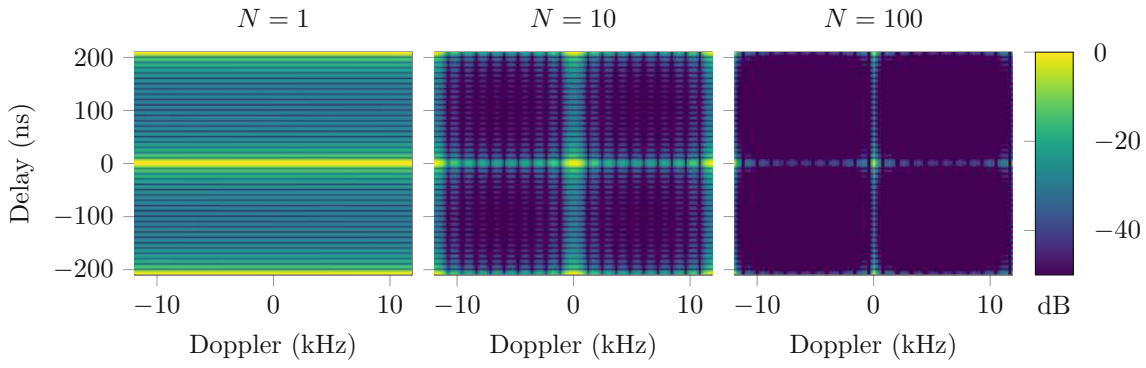 N = 1
N = 10
N = 100
Delay (ns)
200
100
0
−100
−200
−10 0 10
−10 0 10
−10 0 10
Doppler (kHz)
Doppler (kHz)
Doppler (kHz)
0
−20
−40
dB